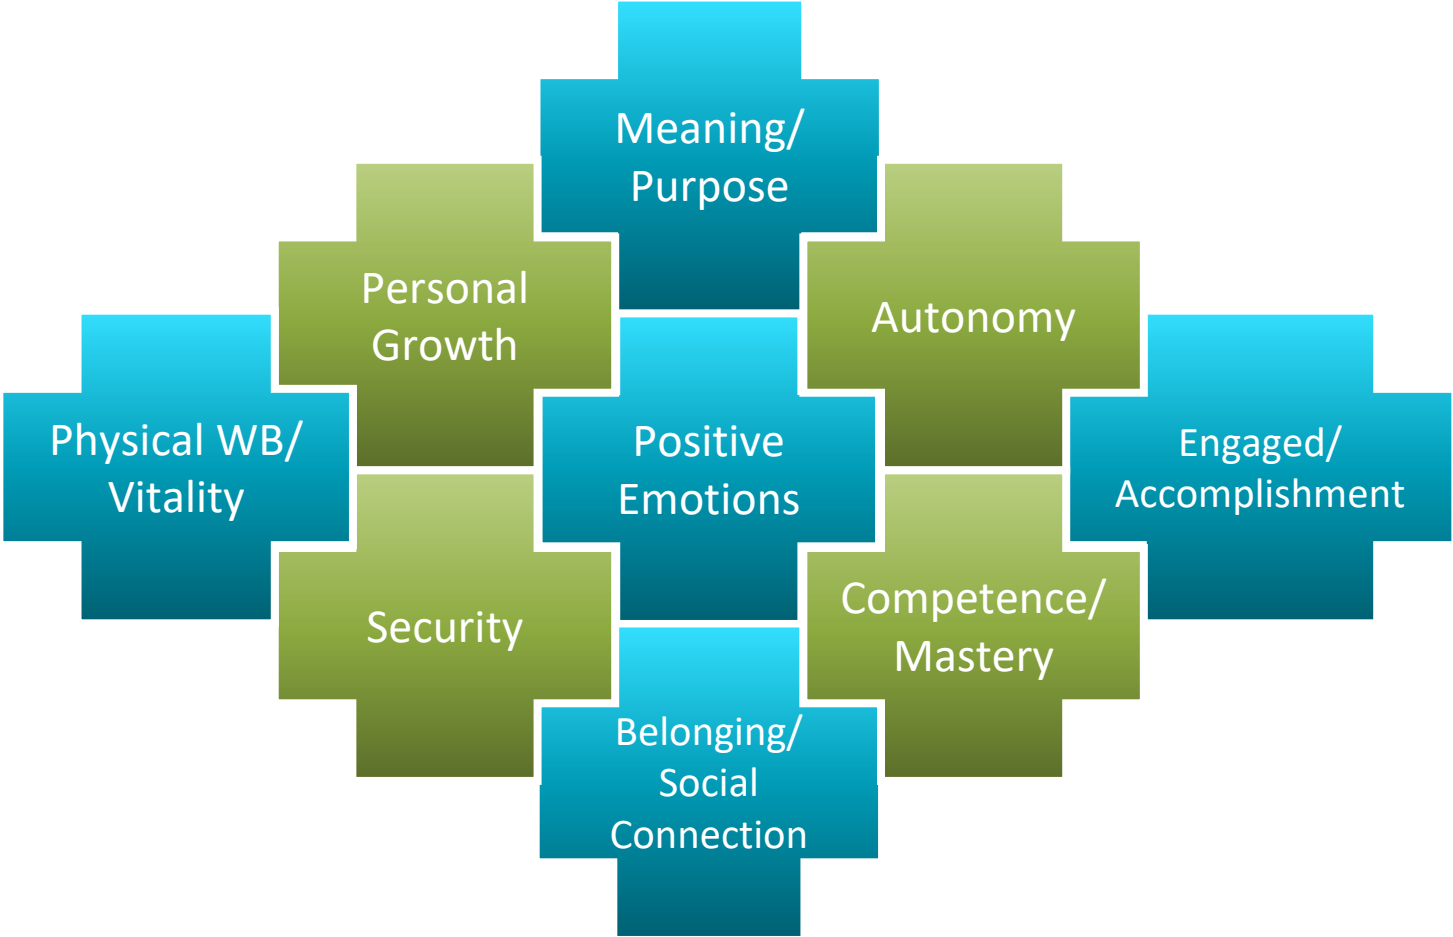 Meaning/
Purpose
Personal
Growth
Autonomy
Physical WB/
Vitality
Positive
Emotions
Engaged/
Accomplishment
Security
Competence/
Mastery
Belonging/
Social
Connection